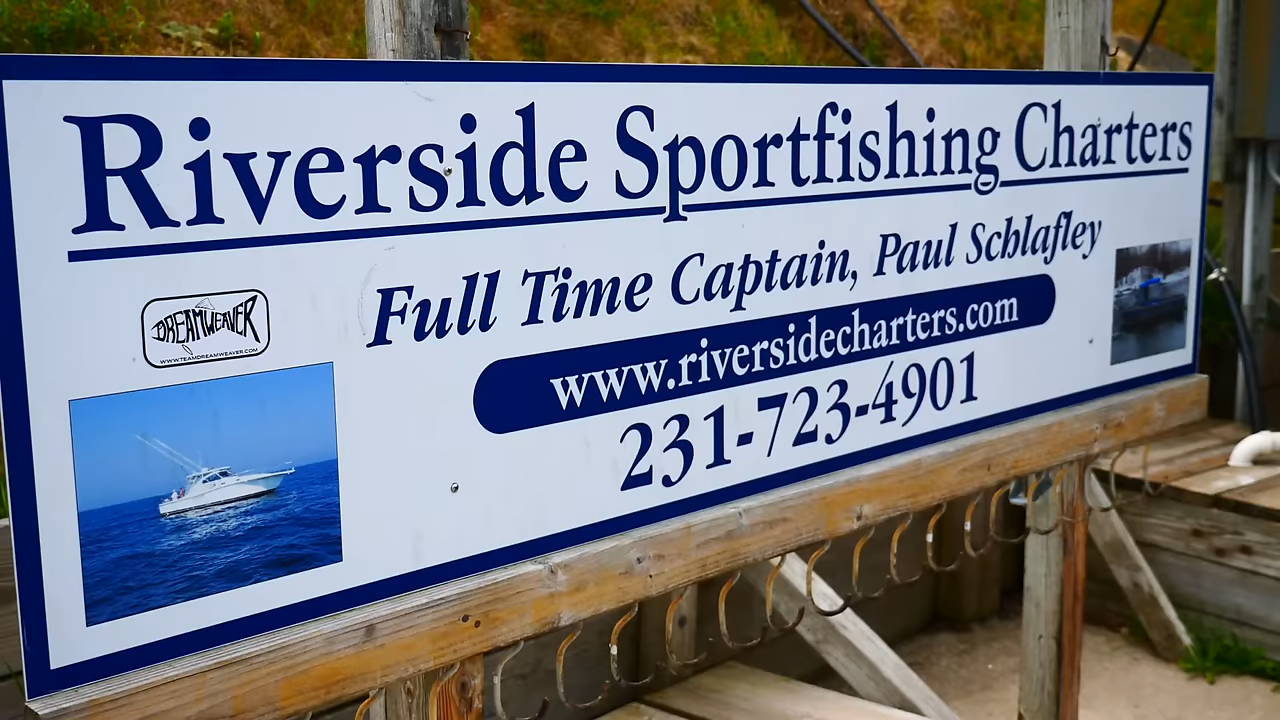 Riverside Sportfishing Charters
Full Time Captain, Paul Schlafley
DREAMWEAVER
WWW.TEAMDREAMWEAVER.COM
www.riversidecharters.com
231-723-4901